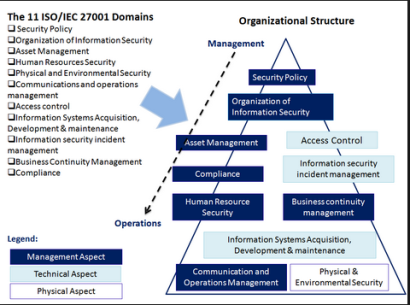 The 11 ISO/IEC 27001 Domains
❑Security Policy
❑Organization of Information Security
❑Asset Management
❑Human Resources Security
❑Physical and Environmental Security
❑Communications and operations
management
❑Access control
❑Information Systems Acquisition,
Development & maintenance
❑Information security incident
management
❑Business Continuity Management
❑Compliance
Operations
Legend:
Management Aspect
Technical Aspect
Physical Aspect
Organizational Structure
Management
Security Policy
Organization of
Information Security
Asset Management
Access Control
Compliance
Information security
incident management
Human Resource
Security
Business continuity
management
Information Systems Acquisition,
Development & maintenance
Communication and
Operations Management
Physical &
Environmental Security